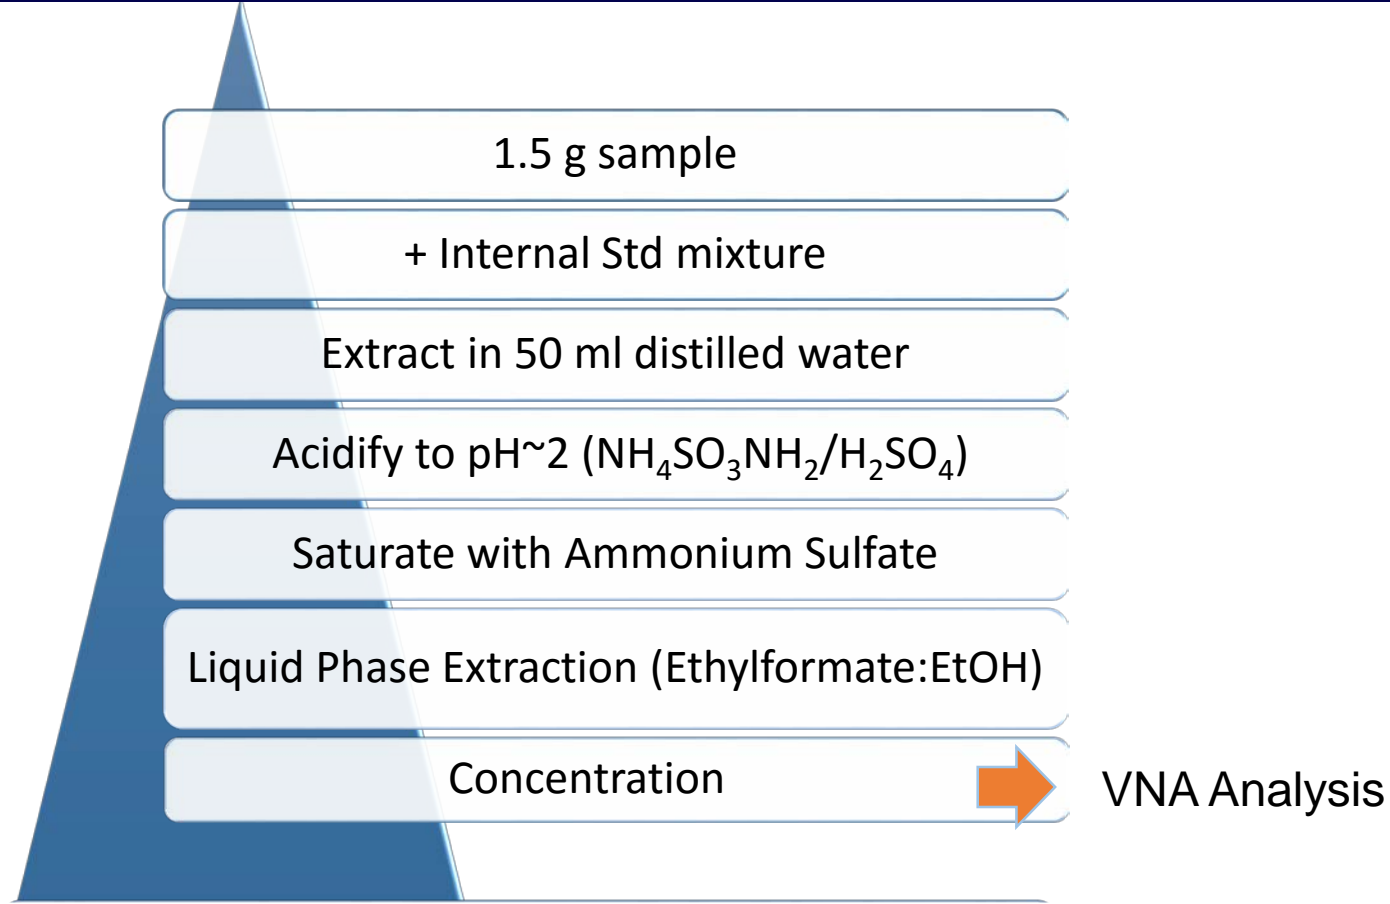 1.5 g sample
+ Internal Std mixture
Extract in 50 ml distilled water
Acidify to pH~2 (NH₄SO₃NH₂/H₂SO₄)
Saturate with Ammonium Sulfate
Liquid Phase Extraction (Ethylformate:EtOH)
Concentration
VNA Analysis